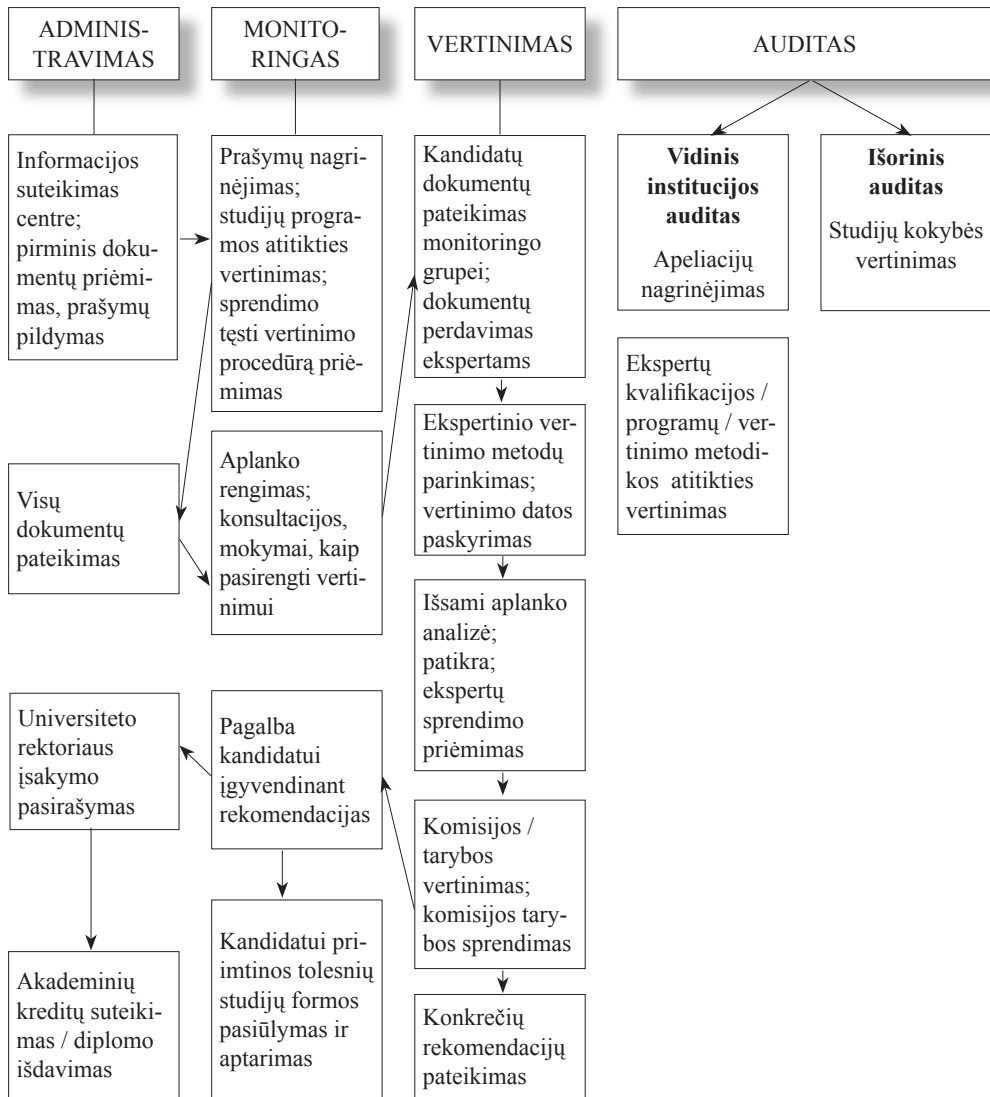 ADMINIS-
TRAVIMAS
MONITO-
RINGAS
VERTINIMAS
AUDITAS
Informacijos
suteikimas
centre;
pirminis doku-
mentų priėmi-
mas, prašymų
pildymas
Prašymų nagri-
nėjimas;
studijų progra-
mos atitikties
vertinimas;
sprendimo
tęsti vertinimo
procedūrą priė-
mimas
Kandidatų
dokumentų
pateikimas
monitoringo
grupei;
dokumentų
perdavimas
ekspertams
Vidinis
institucijos
auditas
Apeliacijų
nagrinėjimas
Išorinis
auditas
Studijų kokybės
vertinimas
Ekspertų
kvalifikacijos /
programų / ver-
tinimo metodi-
kos atitikties
vertinimas
Visų
dokumentų
pateikimas
Aplanko
rengimas;
konsultacijos,
mokymai, kaip
pasirengti verti-
nimui
Ekspertinio ver-
tinimo metodų
parinkimas;
vertinimo datos
paskyrimas
Išsami aplanko
analizė;
patikra;
ekspertų
sprendimo
priėmimas
Universiteto
rektoriaus
įsakymo
pasirašymas
Pagalba
kandidatui
įgyvendinant
rekomendacijas
Komisijos /
tarybos
vertinimas;
komisijos tary-
bos sprendimas
Akademinių
kreditų suteiki-
mas / diplomo
išdavimas
Kandidatui pri-
imtinos tolesnių
studijų formos
pasiūlymas ir
aptarimas
Konkrečių
rekomendacijų
pateikimas